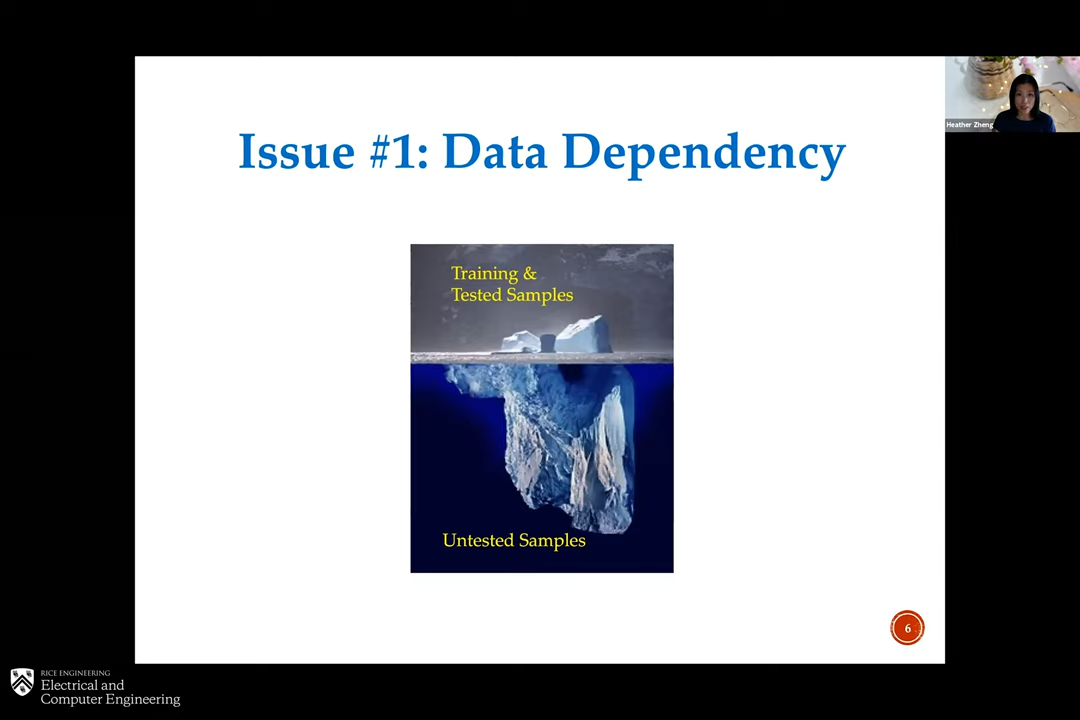 Issue #1: Data Dependency
Heather Zheng
Training &
Tested Samples
Untested Samples
6
RICE ENGINEERING
Electrical and
Computer Engineering